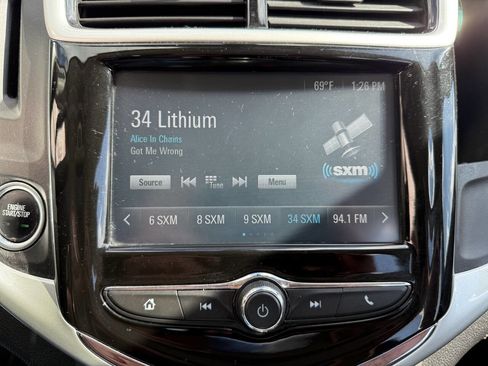 69°F 1:26 PM
34 Lithium
Alice In Chains
Got Me Wrong
sxm
Source Tune Menu
6 SXM 8 SXM 9 SXM 34 SXM 94.1 FM
ENGINE
START/STOP